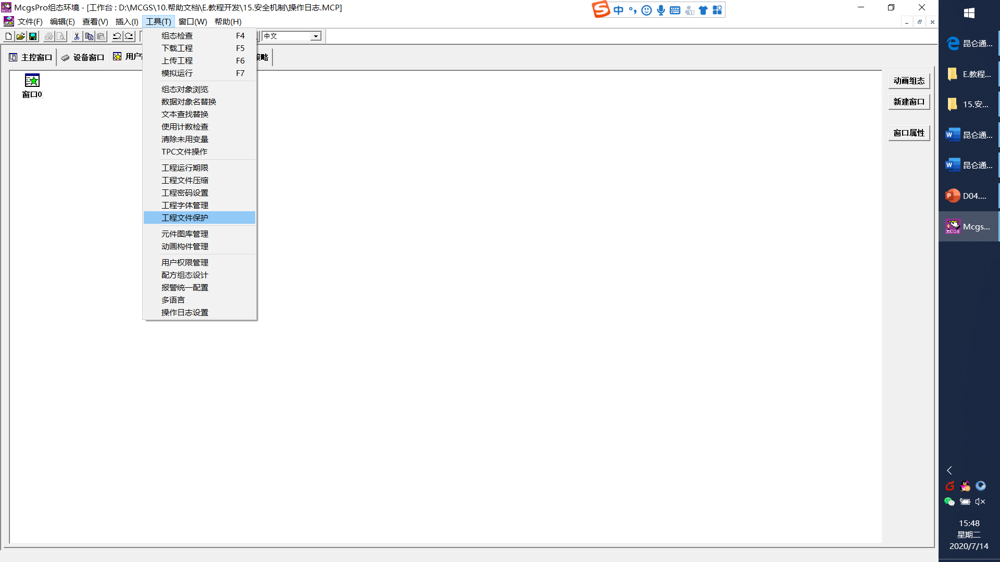 McgsPro组态环境 - [工作台 : D:\MCGS\10.帮助文档\E.教程开发\15.安全机制\操作日志.MCP]
中
文件(F) 编辑(E) 查看(V) 插入(I) 工具(T) 窗口(W) 帮助(H)
中文
主控窗口 设备窗口 用户 策略
组态检查 F4
下载工程 F5
上传工程 F6
模拟运行 F7
组态对象浏览
数据对象名替换
文本查找替换
使用计数检查
清除未用变量
TPC文件操作
工程运行期限
工程文件压缩
工程密码设置
工程字体管理
工程文件保护
元件图库管理
动画构件管理
用户权限管理
配方组态设计
报警统一配置
多语言
操作日志设置
窗口0
动画组态
新建窗口
窗口属性
昆仑通...
E.教程...
15.安...
昆仑通...
昆仑通...
D04....
Mcgs...
15:48
星期二
2020/7/14